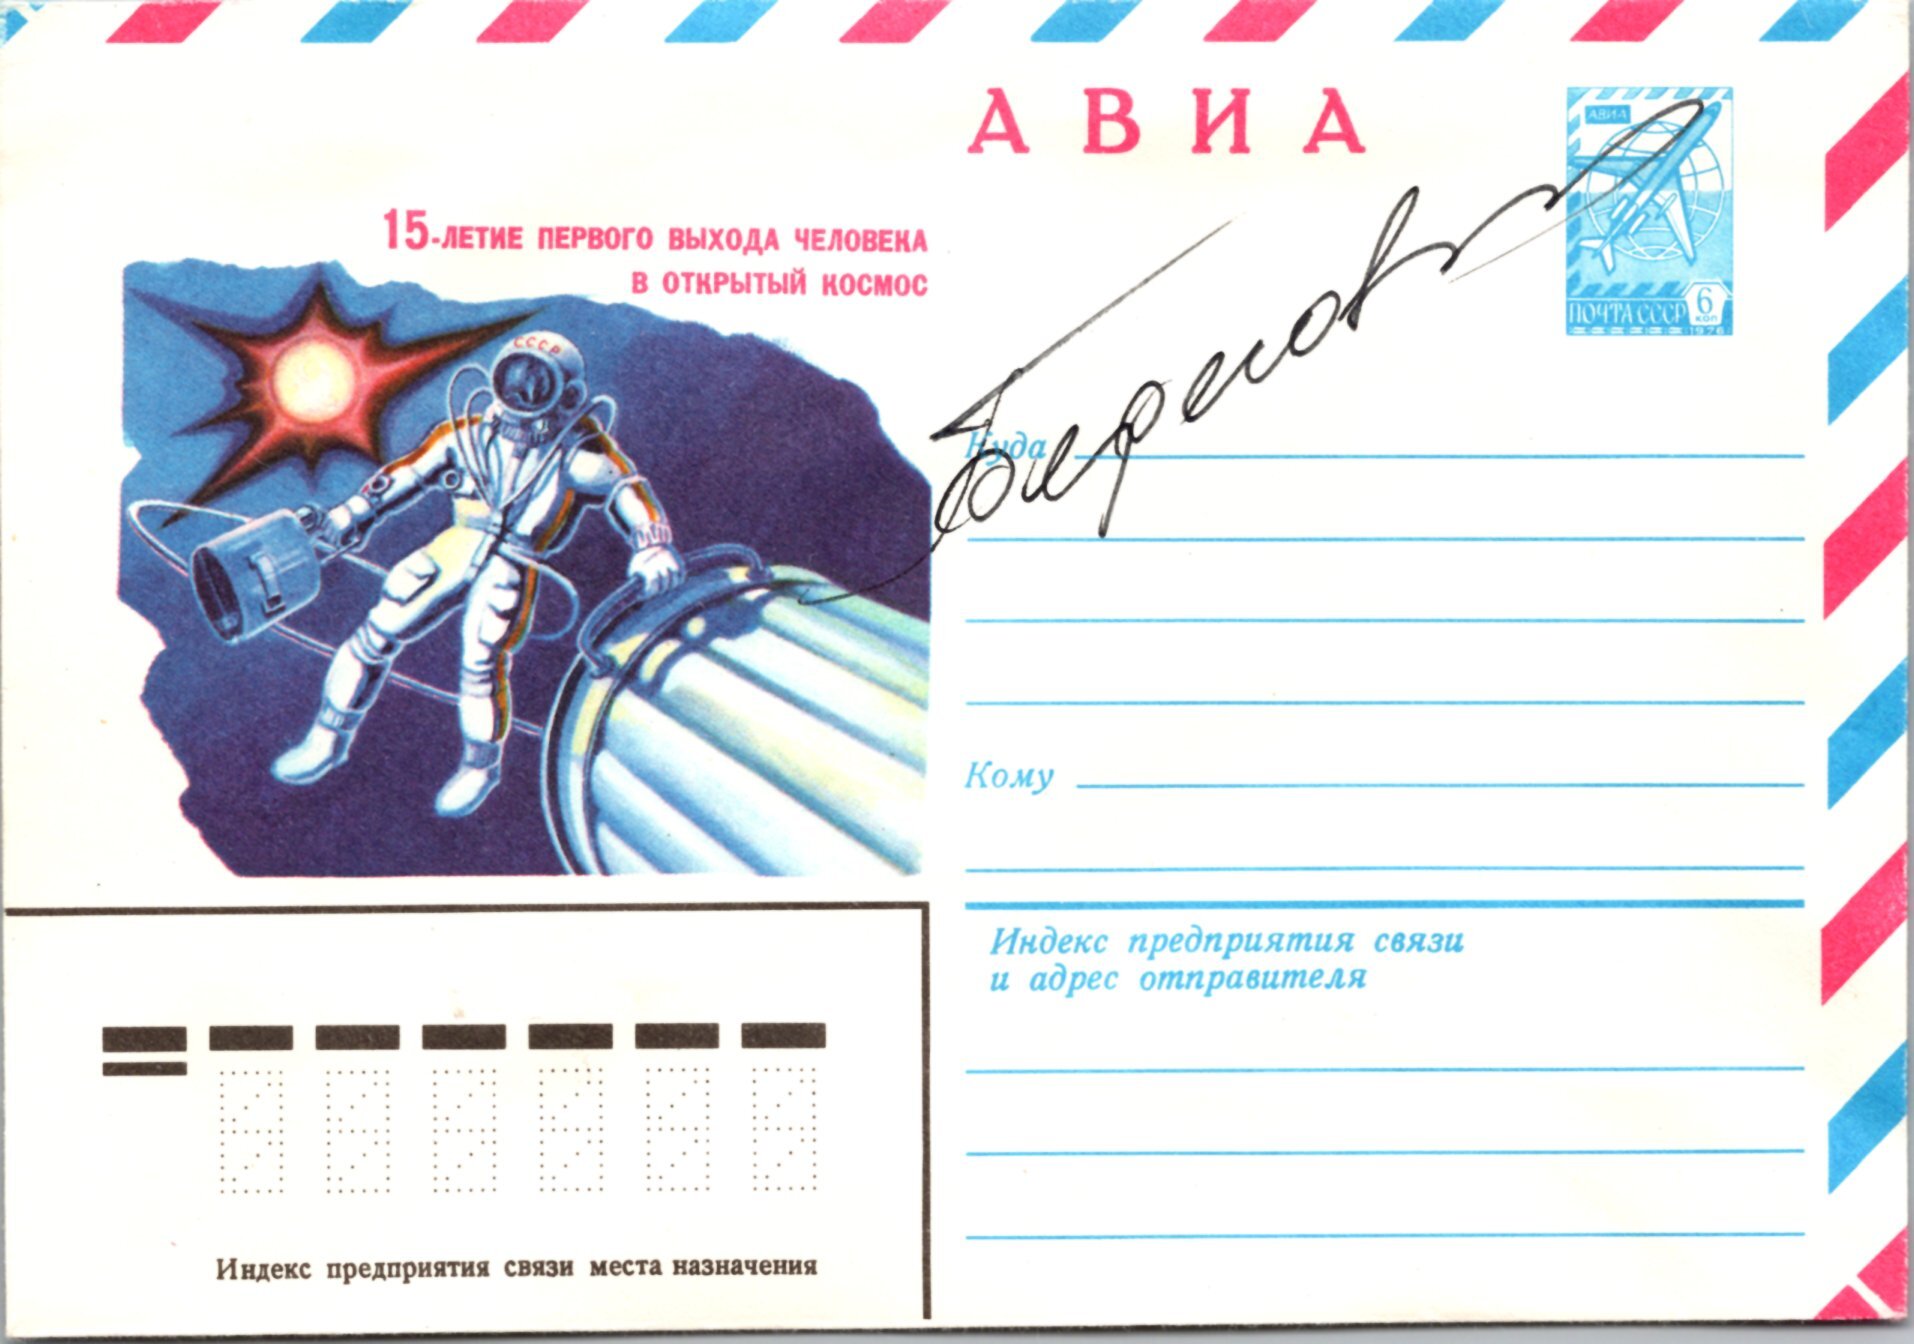 АВИА
АВИА
15-ЛЕТИЕ ПЕРВОГО ВЫХОДА ЧЕЛОВЕКА
В ОТКРЫТЫЙ КОСМОС
ПОЧТА СССР 6 КОП
1978
СССР
Куда
Кому
Индекс предприятия связи
и адрес отправителя
Индекс предприятия связи места назначения